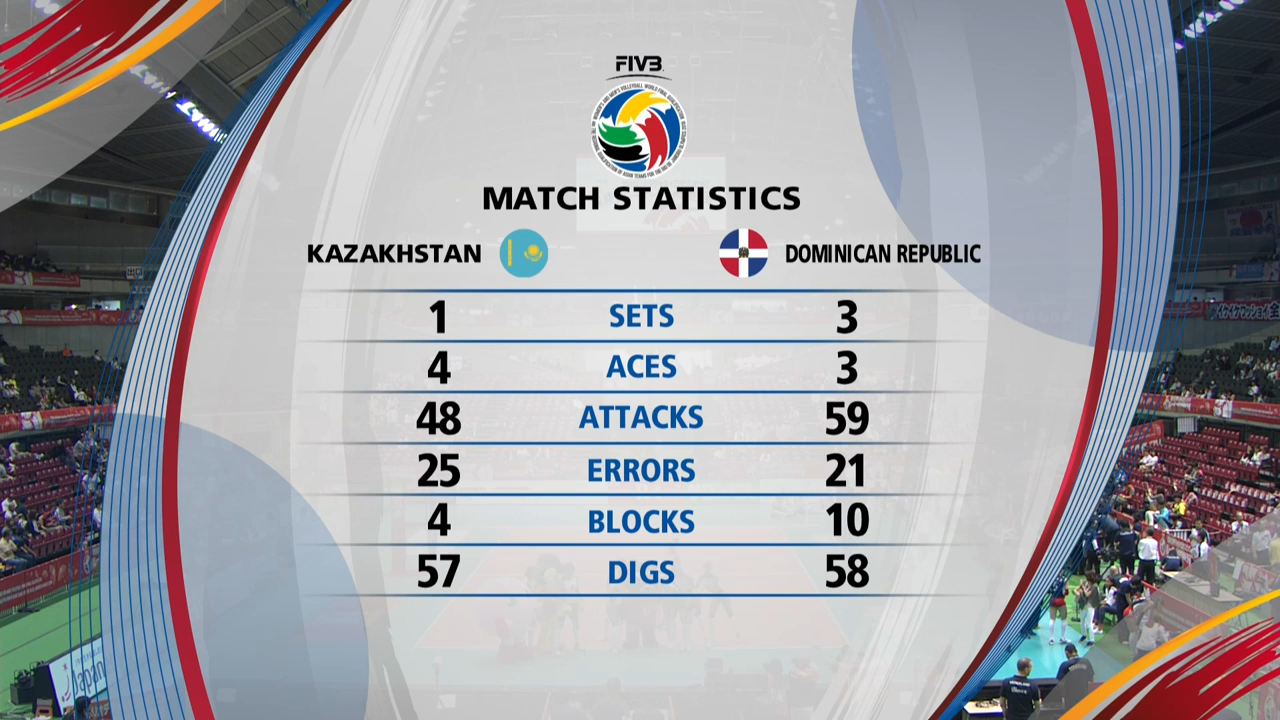 FIVB
MATCH STATISTICS
KAZAKHSTAN
DOMINICAN REPUBLIC
1 SETS 3
4 ACES 3
48 ATTACKS 59
25 ERRORS 21
4 BLOCKS 10
57 DIGS 58
Japan